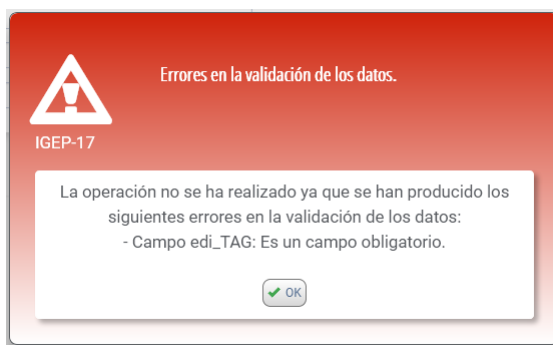 Errores en la validación de los datos.
IGEP-17
La operación no se ha realizado ya que se han producido los
siguientes errores en la validación de los datos:
- Campo edi_TAG: Es un campo obligatorio.
OK